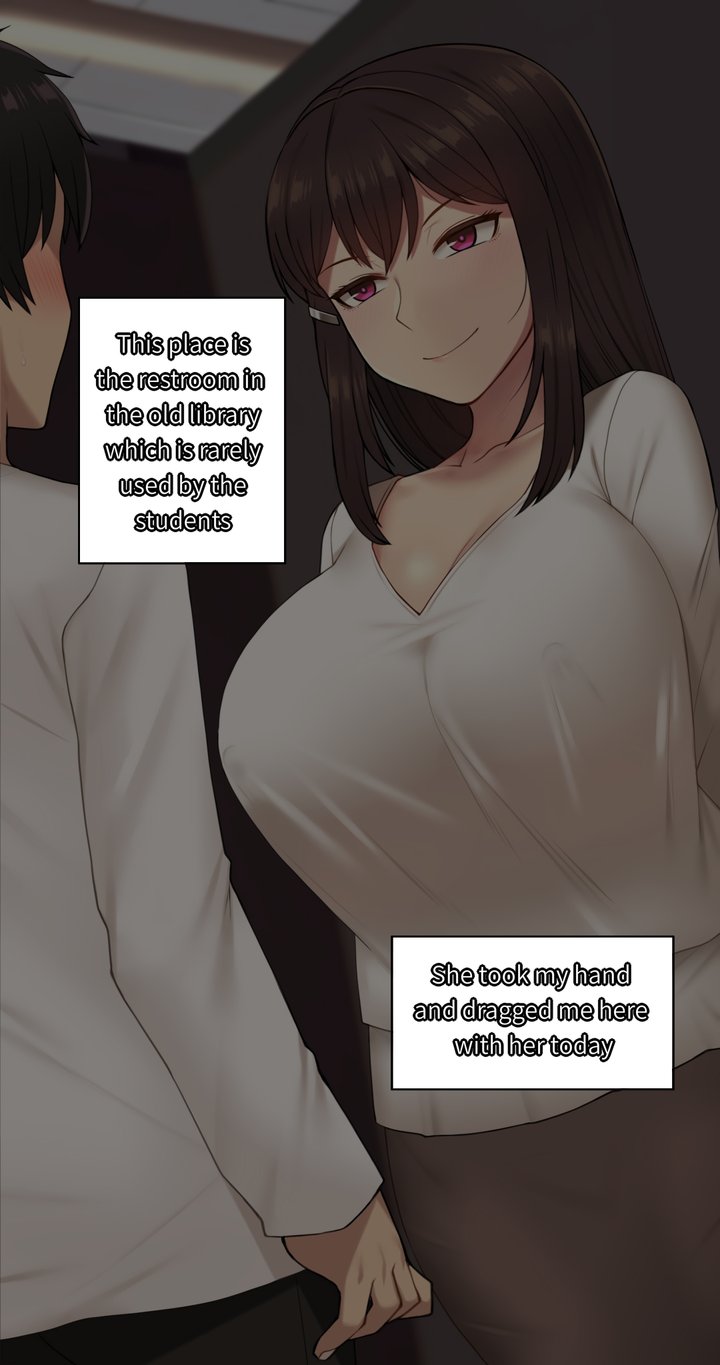 This place is
the restroom in
the old library
which is rarely
used by the
students
She took my hand
and dragged me here
with her today